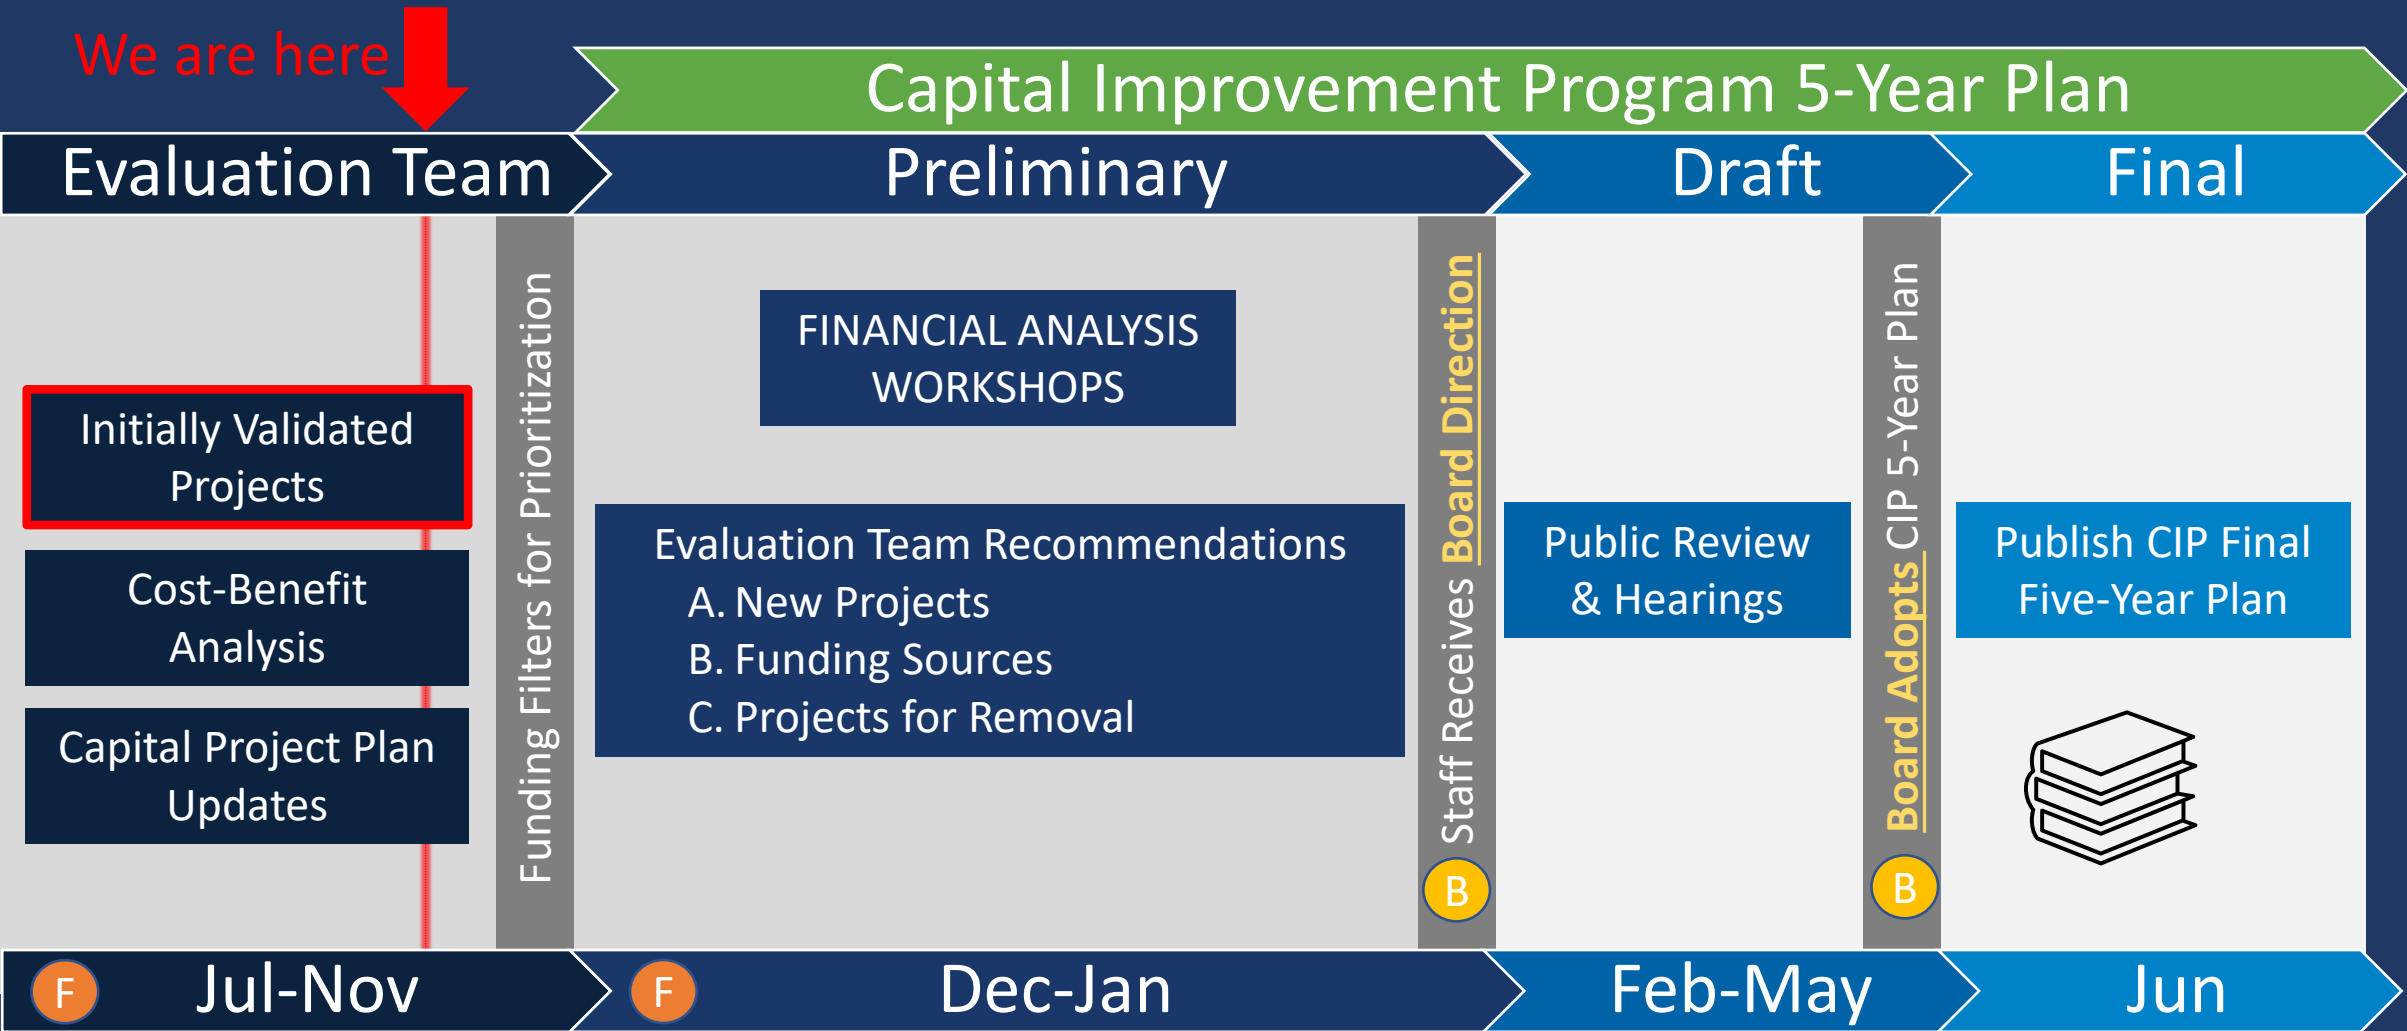 We are here
Capital Improvement Program 5-Year Plan
Evaluation Team
Preliminary
Draft
Final
Initially Validated
Projects
Cost-Benefit
Analysis
Capital Project Plan
Updates
Funding Filters for Prioritization
FINANCIAL ANALYSIS
WORKSHOPS
Evaluation Team Recommendations
A. New Projects
B. Funding Sources
C. Projects for Removal
Staff Receives Board Direction
B
Public Review
& Hearings
Board Adopts CIP 5-Year Plan
B
Publish CIP Final
Five-Year Plan
F
Jul-Nov
F
Dec-Jan
Feb-May
Jun